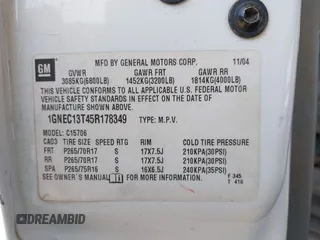 GM
MFD BY GENERAL MOTORS CORP. 11/04
GVWR GAWR FRT GAWR RR
3085KG(6800LB) 1452KG(3200LB) 1814KG(4000LB)
THIS VEHICLE CONFORMS TO ALL APPLICABLE U.S. FEDERAL MOTOR
VEHICLE SAFETY STANDARDS IN EFFECT ON THE DATE OF
MANUFACTURE SHOWN ABOVE.
1GNEC13T45R178349 TYPE: M.P.V.
MODEL: C15706
CA03 TIRE SIZE SPEED RTG RIM COLD TIRE PRESSURE
FRT P265/70R17 S 17X7.5J 210KPA(30PSI)
RR P265/70R17 S 17X7.5J 210KPA(30PSI)
SPA P265/75R16 S 16X6.5J 240KPA(35PSI)
SEE OWNER'S MANUAL FOR MORE INFORMATION.
F 345
T 416
DREAMBID